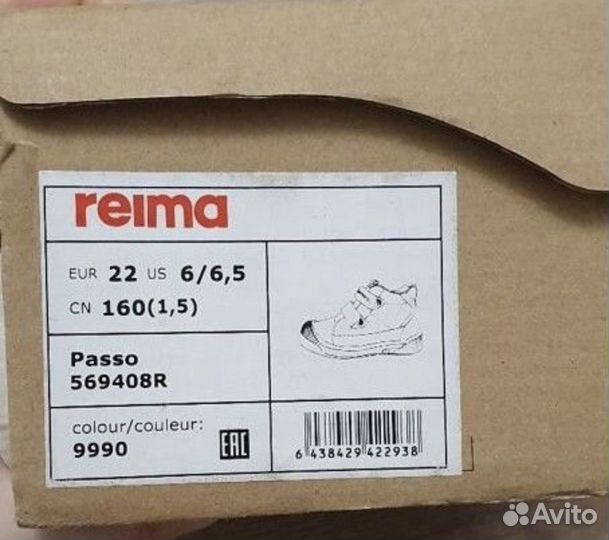 reima
EUR 22 US 6/6,5
CN 160(1,5)
Passo
569408R
colour/couleur:
9990
EAC
6 438429 422938
Avito